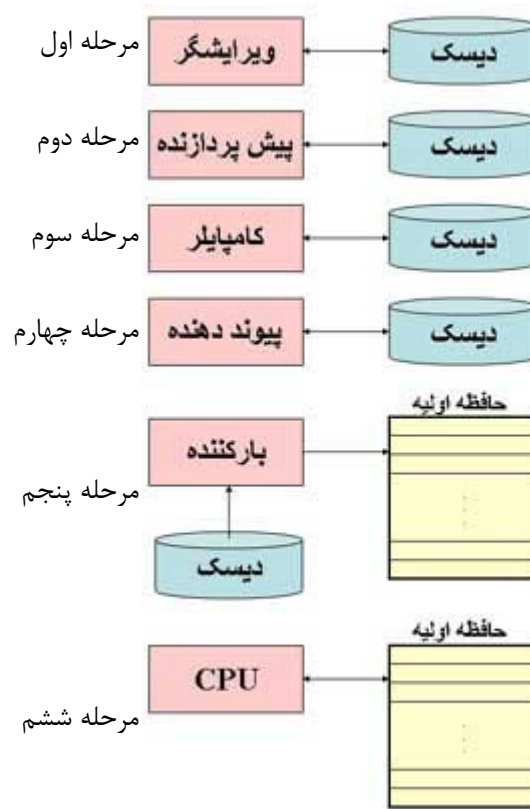 مرحله اول
ویرایشگر
دیسک
مرحله دوم
پیش پردازنده
دیسک
مرحله سوم
کامپایلر
دیسک
مرحله چهارم
پیوند دهنده
دیسک
حافظه اولیه
مرحله پنجم
بارکننده
دیسک
حافظه اولیه
مرحله ششم
CPU